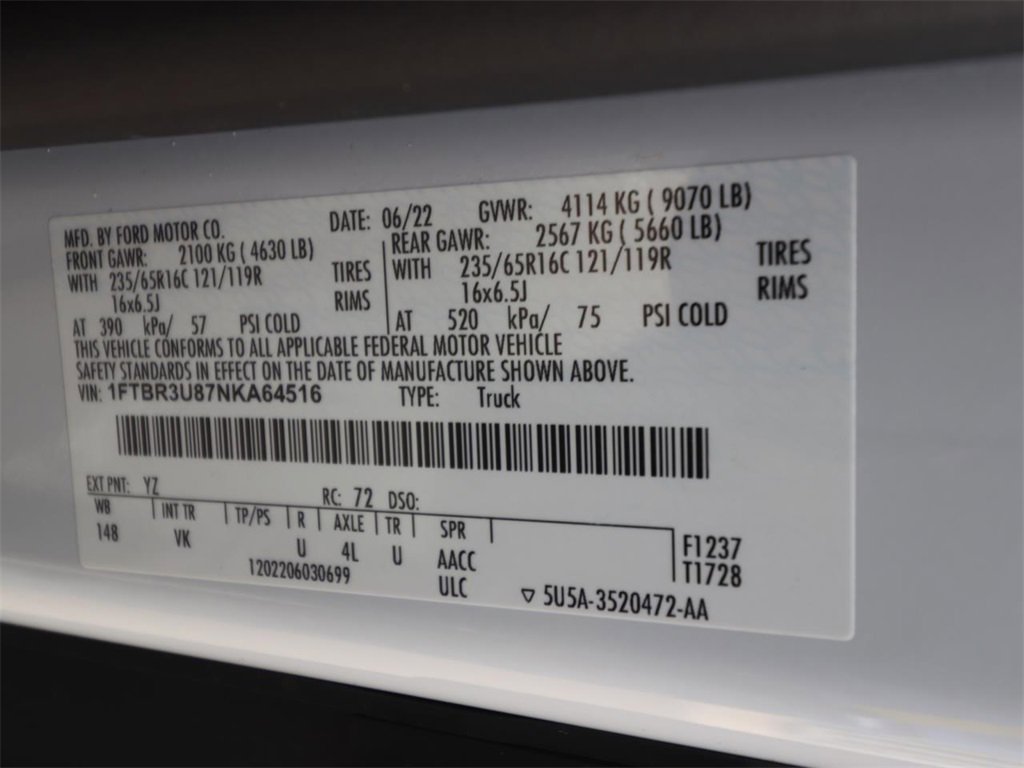 MFD. BY FORD MOTOR CO. DATE: 06/22 GVWR: 4114 KG ( 9070 LB)
FRONT GAWR: 2100 KG ( 4630 LB) REAR GAWR: 2567 KG ( 5660 LB)
WITH 235/65R16C 121/119R TIRES WITH 235/65R16C 121/119R TIRES
16x6.5J RIMS 16x6.5J RIMS
AT 390 kPa/ 57 PSI COLD AT 520 kPa/ 75 PSI COLD
THIS VEHICLE CONFORMS TO ALL APPLICABLE FEDERAL MOTOR VEHICLE
SAFETY STANDARDS IN EFFECT ON THE DATE OF MANUFACTURE SHOWN ABOVE.
VIN: 1FTBR3U87NKA64516 TYPE: Truck
EXT PNT: YZ RC: 72 DSO:
WB INT TR TP/PS R AXLE TR SPR
148 VK U 4L U AACC F1237
1202206030699 ULC T1728
▽ 5U5A-3520472-AA